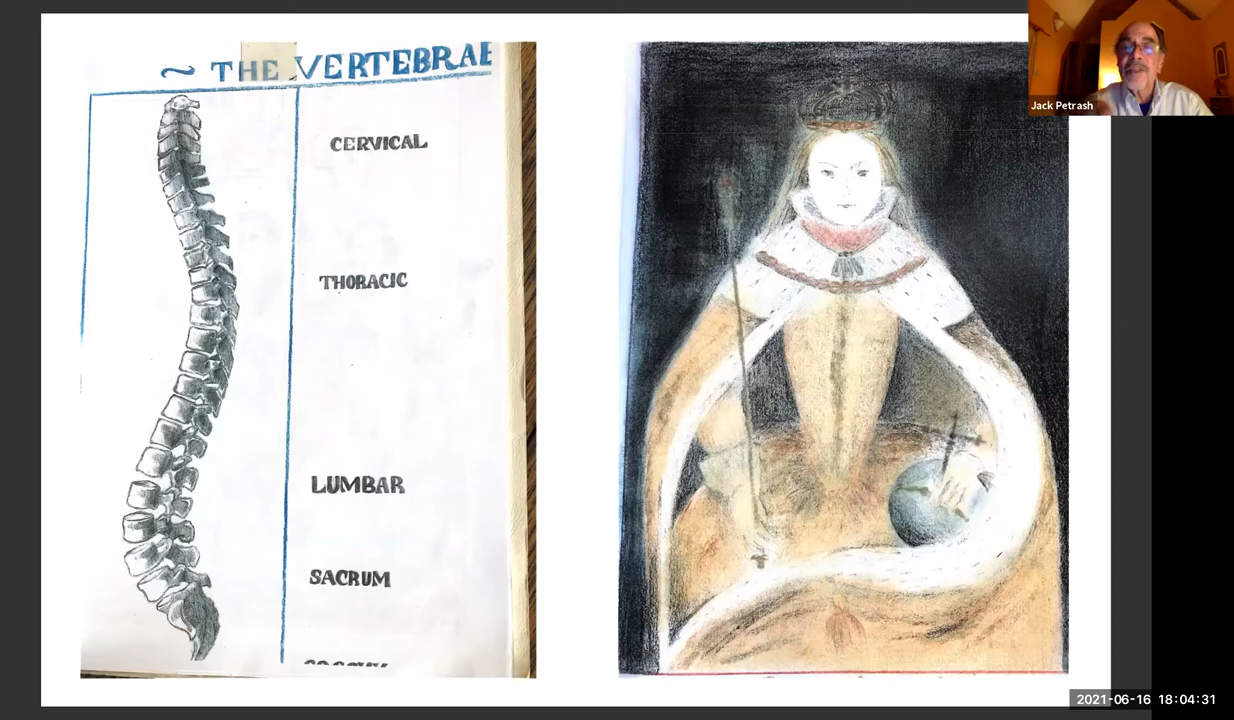 ~ THE VERTEBRAE
CERVICAL
THORACIC
LUMBAR
SACRUM
Jack Petrash
2021-06-16 18:04:31